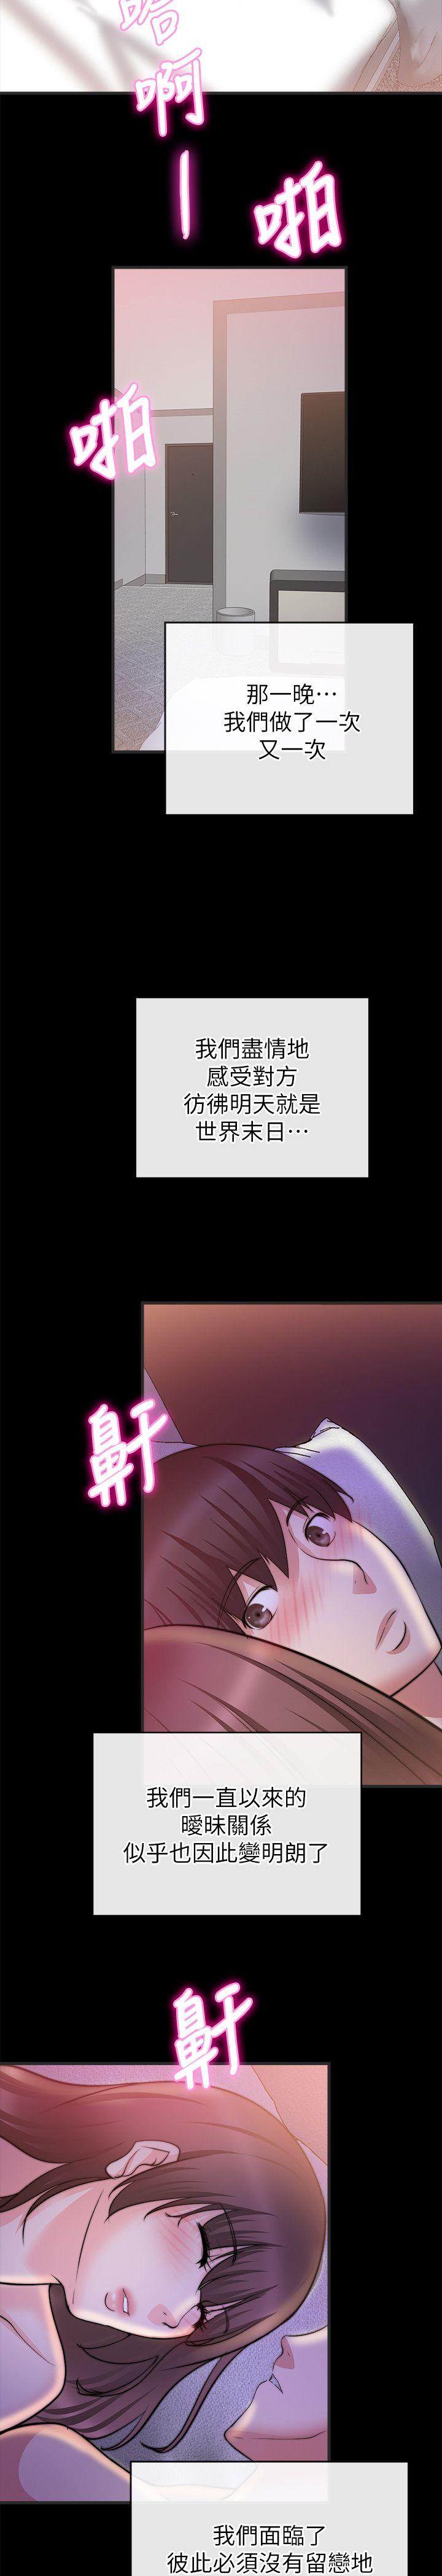 哈
啊
｜
啪
啪
那一晚⋯
我們做了一次
又一次
我們盡情地
感受對方
彷彿明天就是
世界末日⋯
鼾
我們一直以來的
曖昧關係
似乎也因此變明朗了
鼾
我們面臨了
彼此必須沒有留戀地